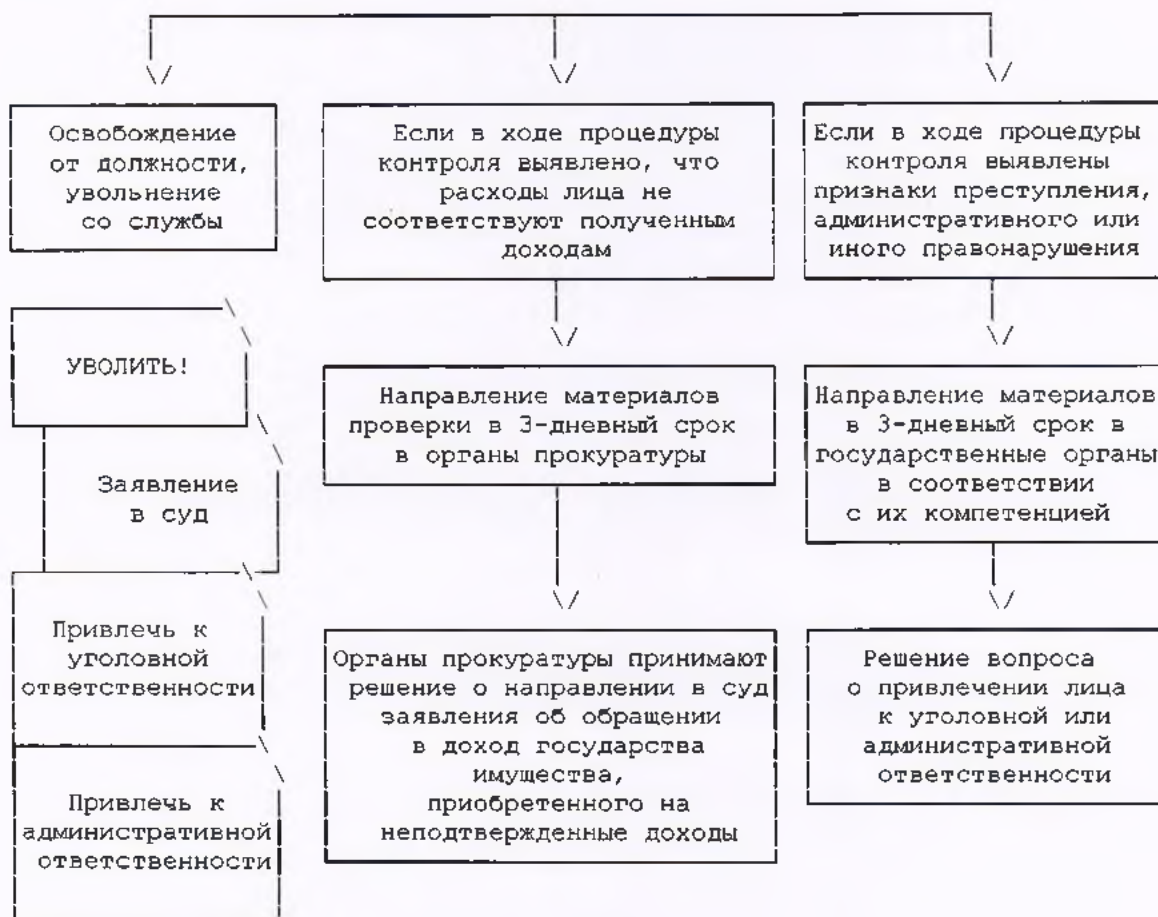 Освобождение
от должности,
увольнение
со службы
Если в ходе процедуры
контроля выявлено, что
расходы лица не
соответствуют полученным
доходам
Если в ходе процедуры
контроля выявлены
признаки преступления,
административного или
иного правонарушения
УВОЛИТЬ!
Заявление
в суд
Привлечь к
уголовной
ответственности
Привлечь к
административной
ответственности
Направление материалов
проверки в 3-дневный срок
в органы прокуратуры
Органы прокуратуры принимают
решение о направлении в суд
заявления об обращении
в доход государства
имущества,
приобретенного на
неподтвержденные доходы
Направление материалов
в 3-дневный срок в
государственные органы
в соответствии
с их компетенцией
Решение вопроса
о привлечении лица
к уголовной или
административной
ответственности